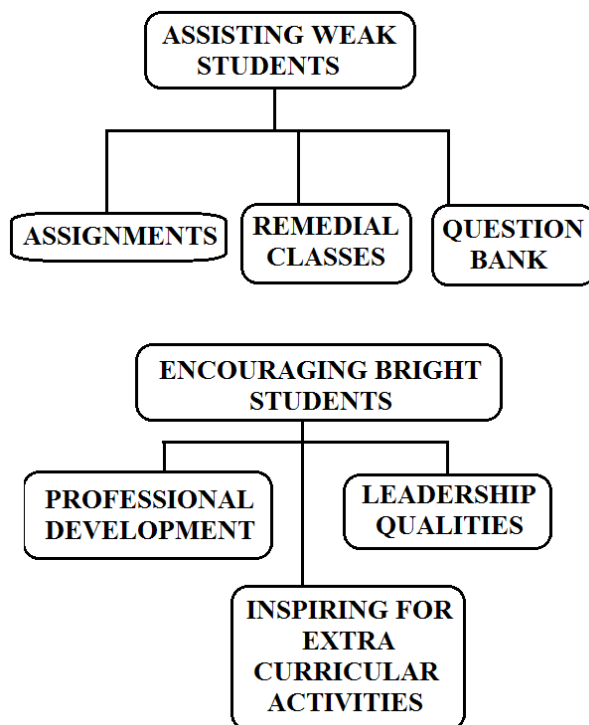 ASSISTING WEAK
STUDENTS
ASSIGNMENTS
REMEDIAL
CLASSES
QUESTION
BANK
ENCOURAGING BRIGHT
STUDENTS
PROFESSIONAL
DEVELOPMENT
LEADERSHIP
QUALITIES
INSPIRING FOR
EXTRA
CURRICULAR
ACTIVITIES